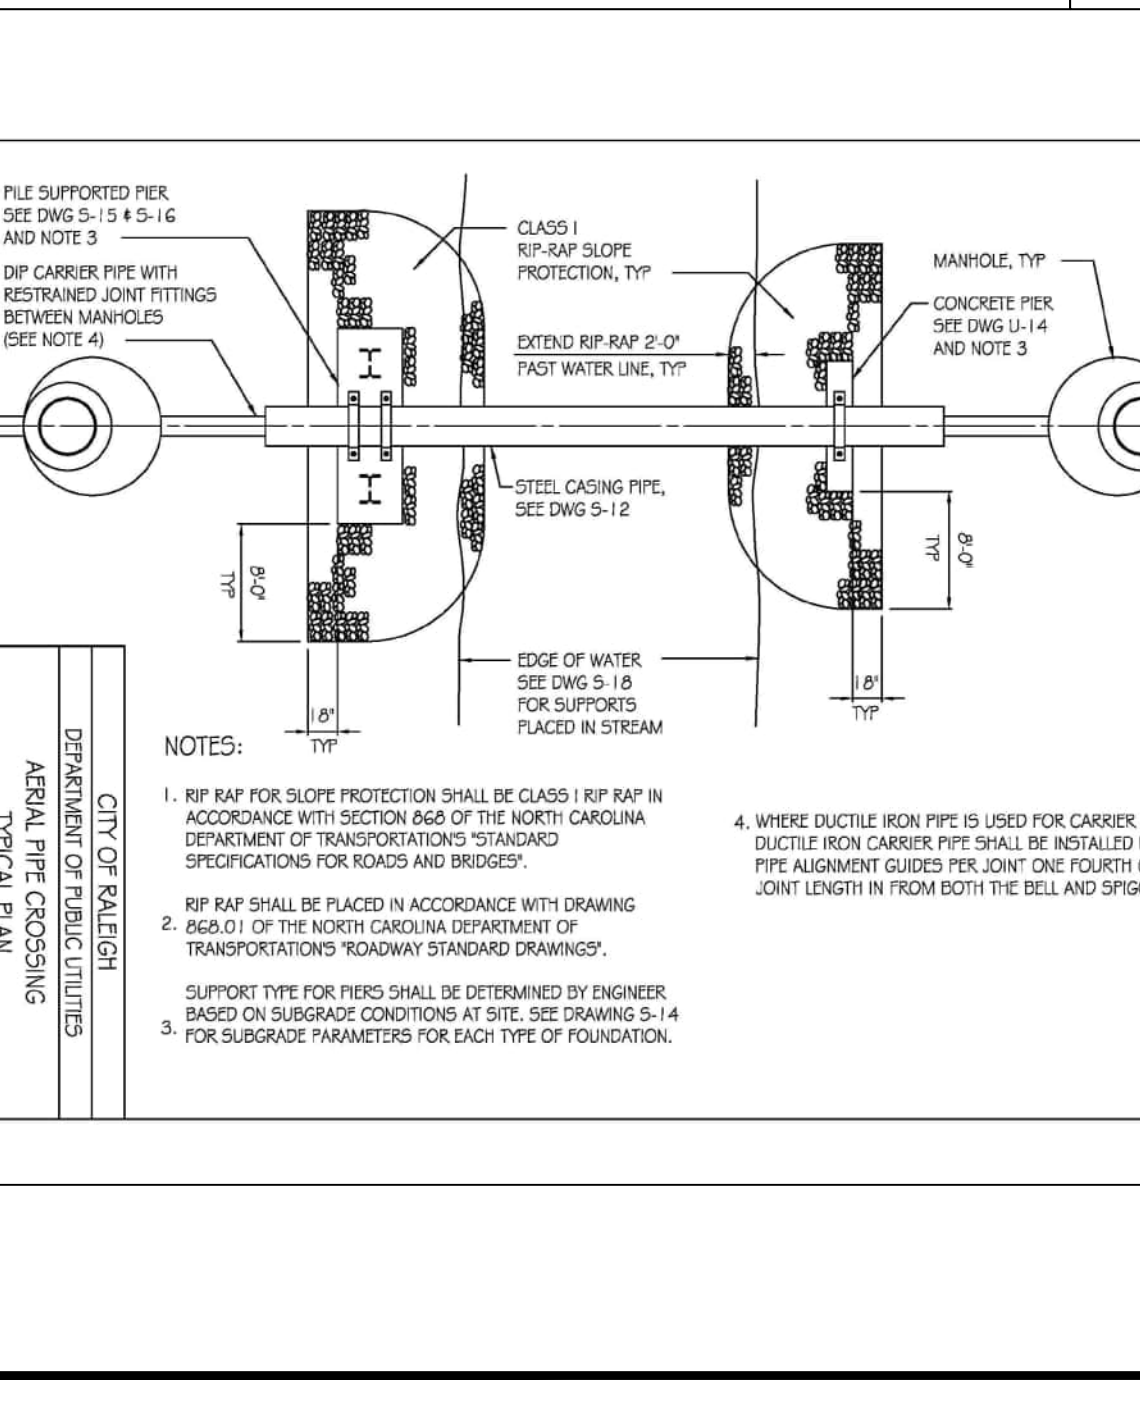 PILE SUPPORTED PIER
SEE DWG S-15 & S-16
AND NOTE 3
DIP CARRIER PIPE WITH
RESTRAINED JOINT FITTINGS
BETWEEN MANHOLES
(SEE NOTE 4)
CLASS I
RIP-RAP SLOPE
PROTECTION, TYP
EXTEND RIP-RAP 2'-0"
PAST WATER LINE, TYP
MANHOLE, TYP
CONCRETE PIER
SEE DWG U-14
AND NOTE 3
STEEL CASING PIPE,
SEE DWG S-12
8'-0"
TYP
8'-0"
TYP
EDGE OF WATER
SEE DWG S-18
FOR SUPPORTS
PLACED IN STREAM
18"
TYP
18"
TYP
NOTES:
1. RIP RAP FOR SLOPE PROTECTION SHALL BE CLASS I RIP RAP IN
ACCORDANCE WITH SECTION 868 OF THE NORTH CAROLINA
DEPARTMENT OF TRANSPORTATION'S "STANDARD
SPECIFICATIONS FOR ROADS AND BRIDGES".
RIP RAP SHALL BE PLACED IN ACCORDANCE WITH DRAWING
2. 868.01 OF THE NORTH CAROLINA DEPARTMENT OF
TRANSPORTATION'S "ROADWAY STANDARD DRAWINGS".
SUPPORT TYPE FOR PIERS SHALL BE DETERMINED BY ENGINEER
BASED ON SUBGRADE CONDITIONS AT SITE. SEE DRAWING S-14
3. FOR SUBGRADE PARAMETERS FOR EACH TYPE OF FOUNDATION.
4. WHERE DUCTILE IRON PIPE IS USED FOR CARRIER
DUCTILE IRON CARRIER PIPE SHALL BE INSTALLED
PIPE ALIGNMENT GUIDES PER JOINT ONE FOURTH
JOINT LENGTH IN FROM BOTH THE BELL AND
CITY OF RALEIGH
DEPARTMENT OF PUBLIC UTILITIES
AERIAL PIPE CROSSING
TYPICAL PLAN